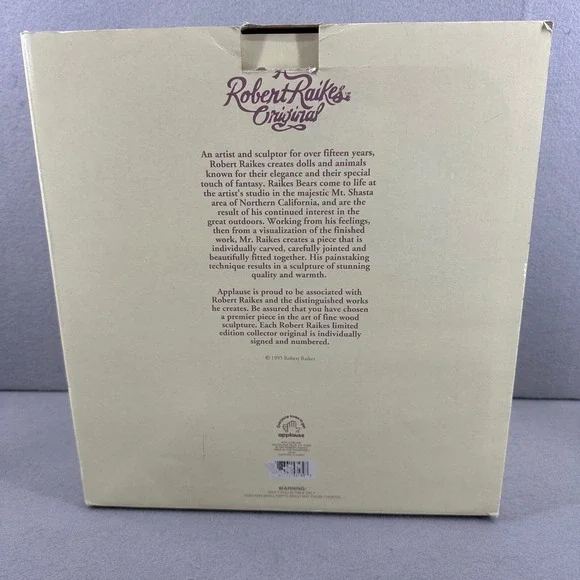 A
Robert Raikes
Original
An artist and sculptor for over fifteen years,
Robert Raikes creates dolls and animals
known for their elegance and their special
touch of fantasy. Raikes Bears come to life at
the artist's studio in the majestic Mt. Shasta
area of Northern California, and are the
result of his continued interest in the
great outdoors. Working from his feelings,
then from a visualization of the finished
work, Mr. Raikes creates a piece that is
individually carved, carefully jointed and
beautifully fitted together. His painstaking
technique results in a sculpture of stunning
quality and warmth.
Applause is proud to be associated with
Robert Raikes and the distinguished works
he creates. Be assured that you have chosen
a premier piece in the art of fine wood
sculpture. Each Robert Raikes limited
edition collector original is individually
signed and numbered.
Robert Raikes
applause
WARNING: